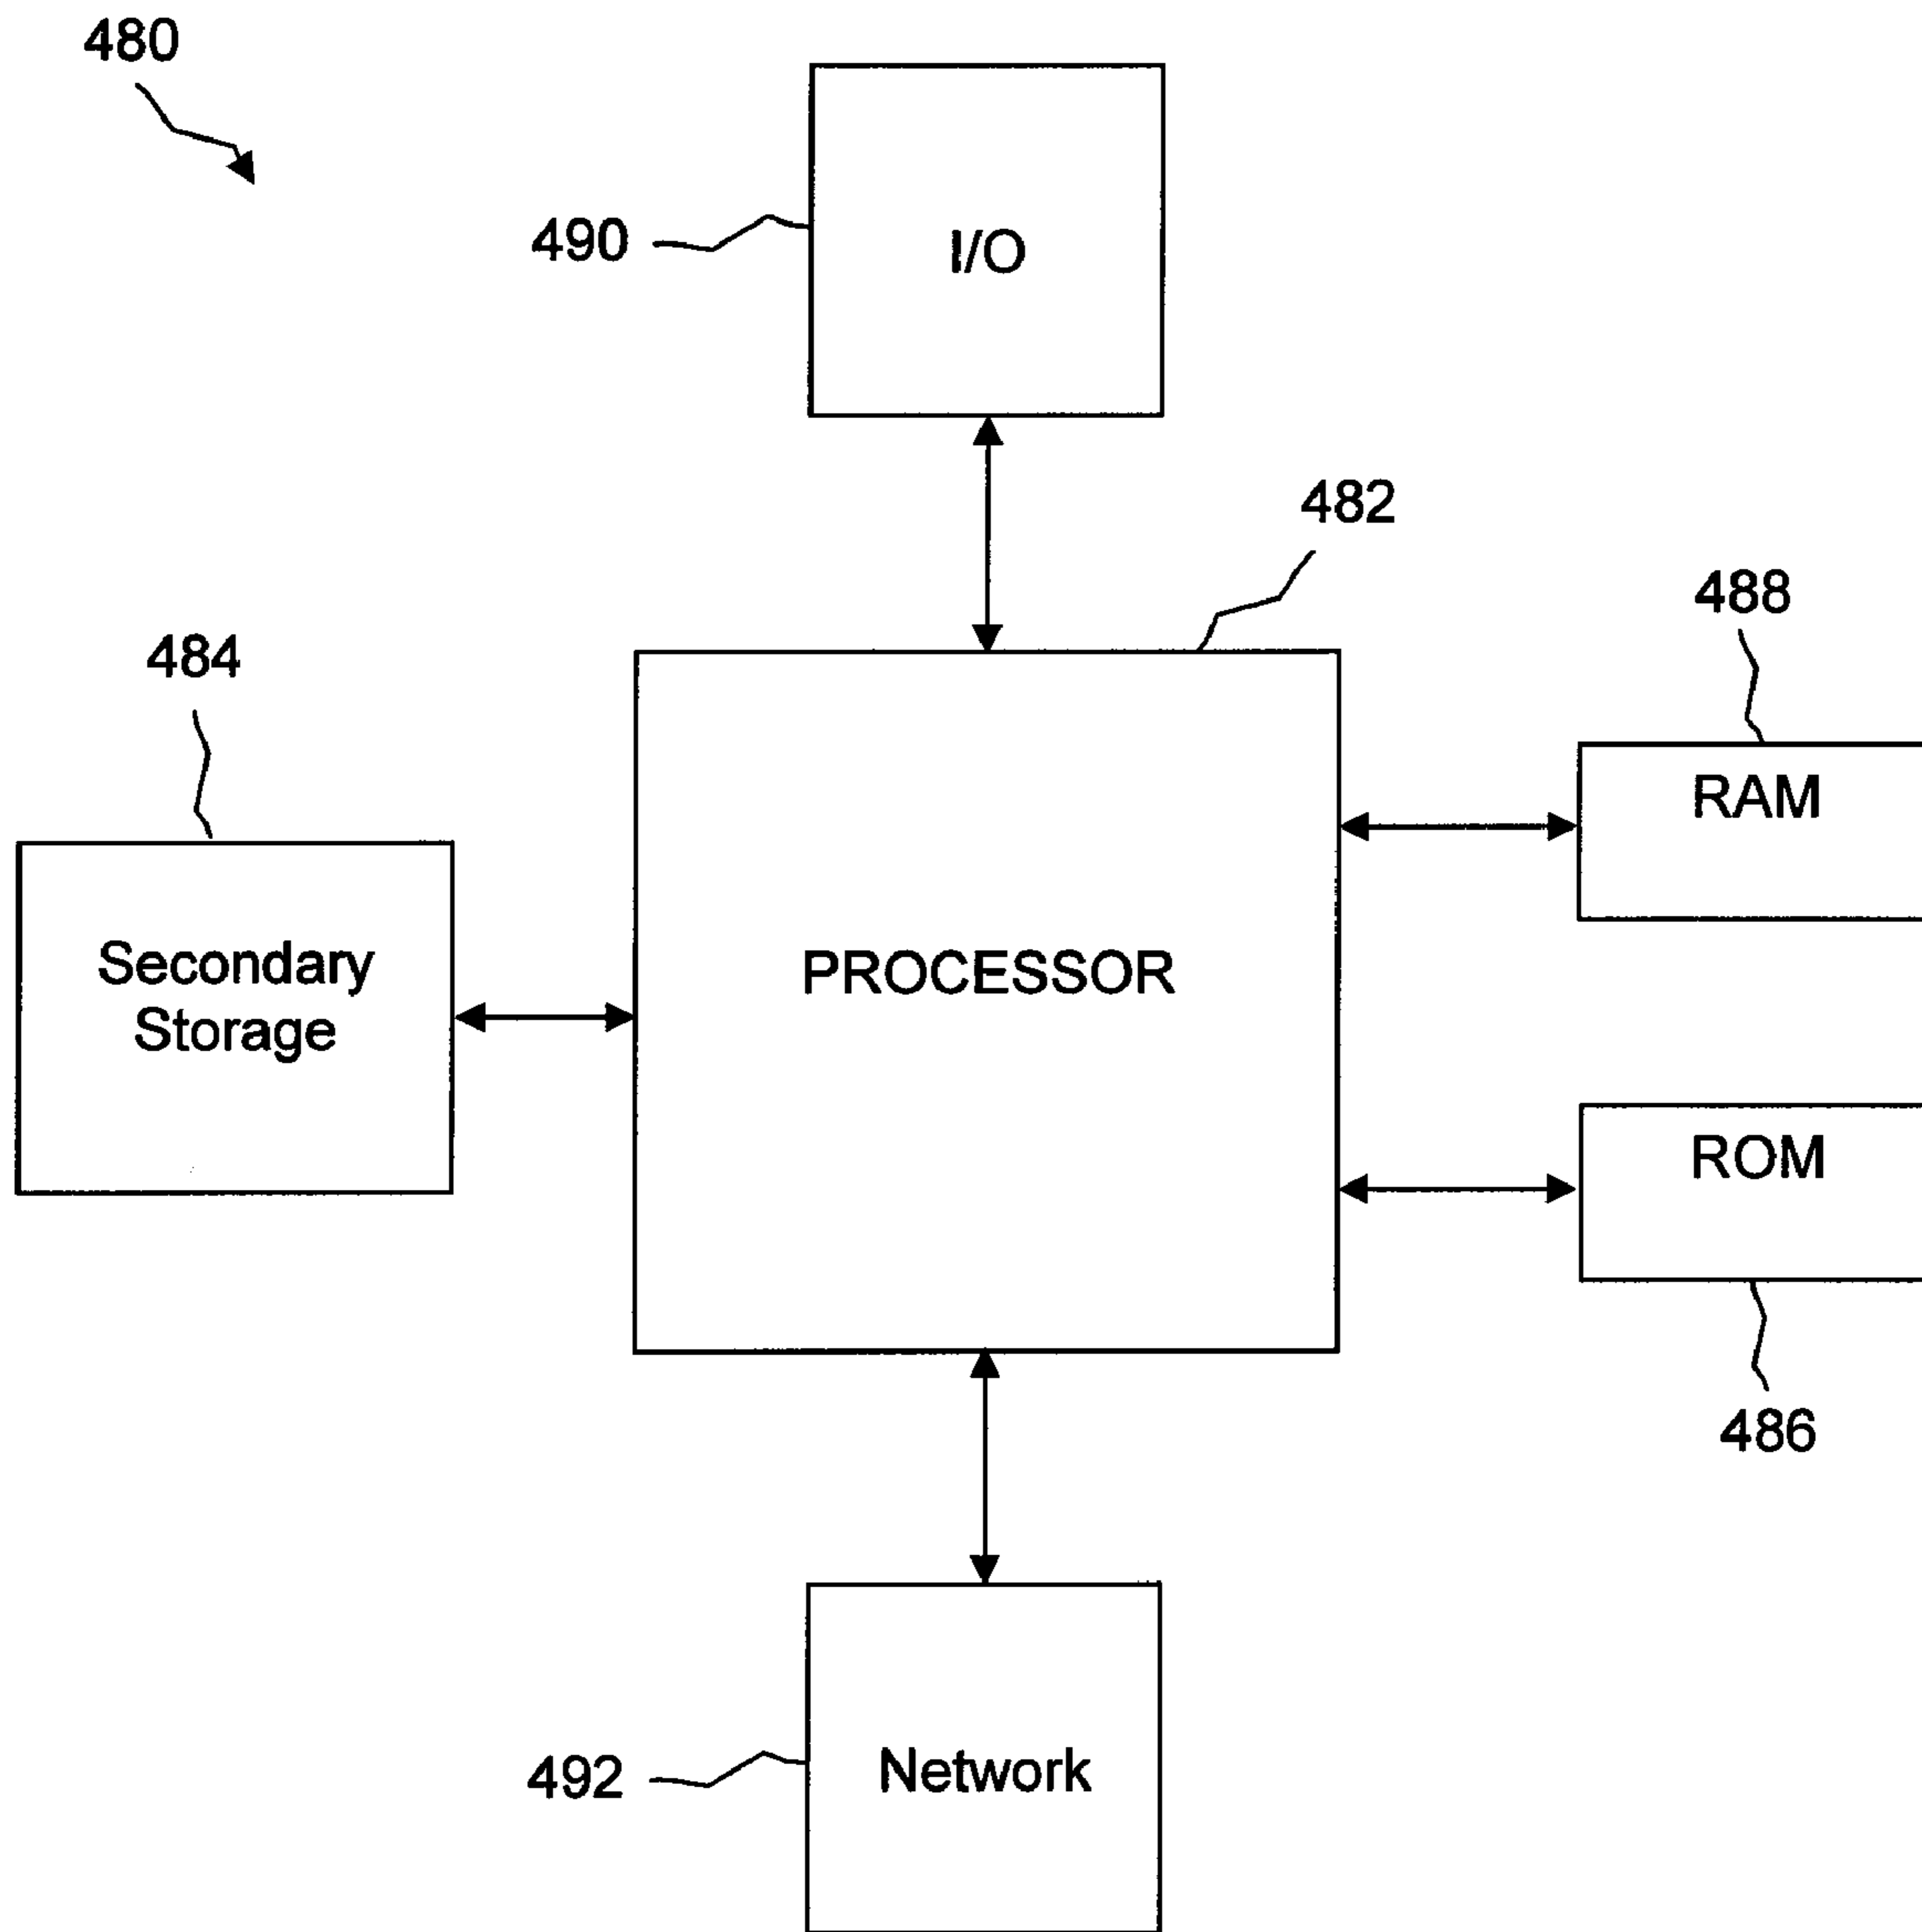 480
490
I/O
482
488
484
RAM
Secondary
Storage
PROCESSOR
ROM
486
492
Network